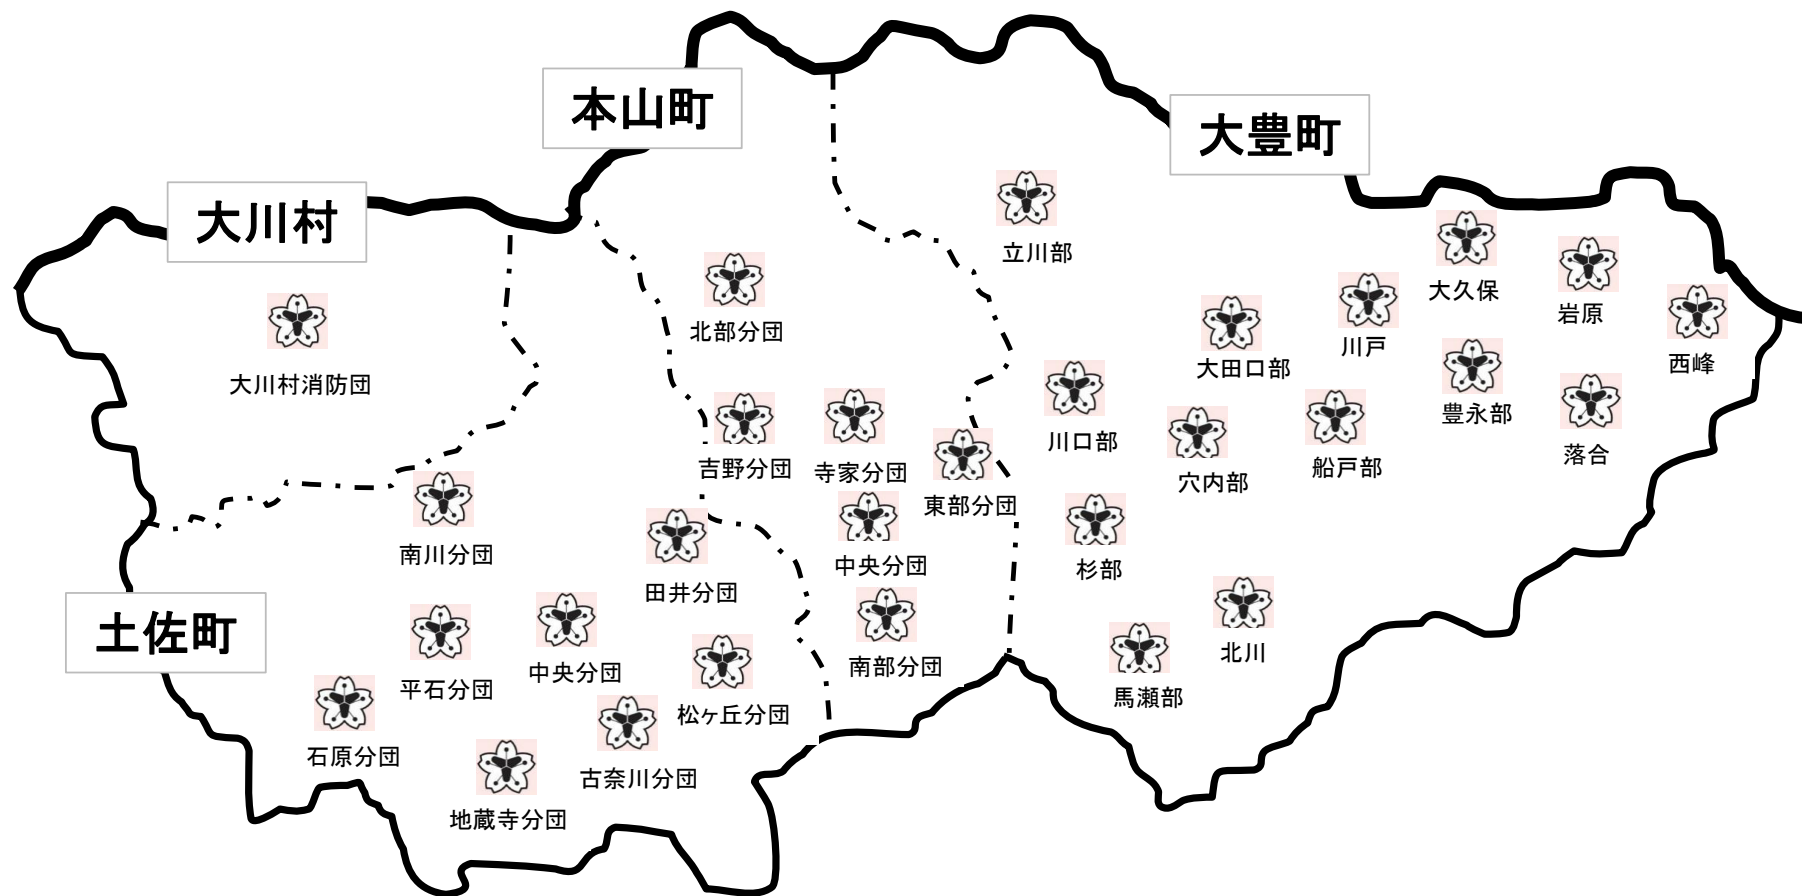 本山町
大豊町
大川村
立川部
大久保
岩原
北部分団
川戸
西峰
大田口部
大川村消防団
豊永部
川口部
落合
吉野分団
寺家分団
船戸部
穴内部
東部分団
南川分団
中央分団
杉部
田井分団
土佐町
北川
南部分団
中央分団
平石分団
馬瀬部
松ヶ丘分団
石原分団
古奈川分団
地蔵寺分団